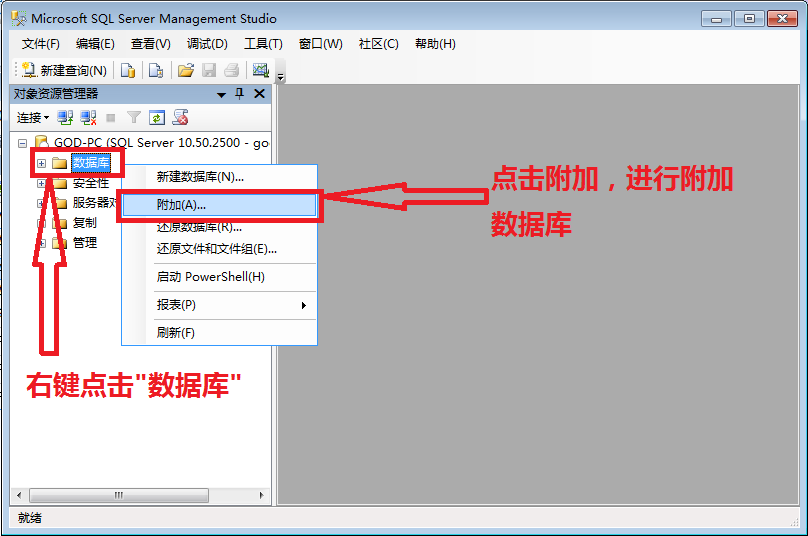 Microsoft SQL Server Management Studio
文件(F) 编辑(E) 查看(V) 调试(D) 工具(T) 窗口(W) 社区(C) 帮助(H)
新建查询(N)
对象资源管理器
连接
GOD-PC (SQL Server 10.50.2500 - go
数据库
安全性
服务器对
复制
管理
新建数据库(N)...
附加(A)...
还原数据库(R)...
还原文件和文件组(E)...
启动 PowerShell(H)
报表(P)
刷新(F)
点击附加，进行附加
数据库
右键点击"数据库"
就绪